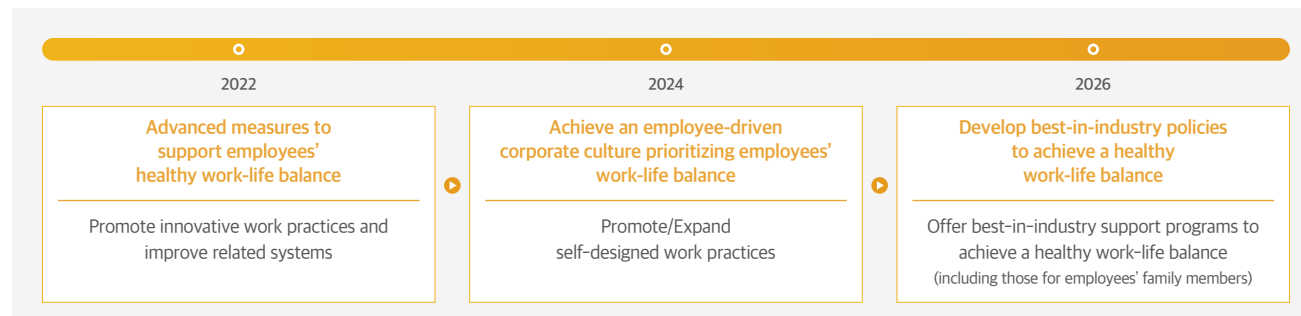 2022
Advanced measures to
support employees’
healthy work-life balance
Promote innovative work practices and
improve related systems
2024
Achieve an employee-driven
corporate culture prioritizing employees’
work-life balance
Promote/Expand
self-designed work practices
2026
Develop best-in-industry policies
to achieve a healthy
work-life balance
Offer best-in-industry support programs to
achieve a healthy work-life balance
(including those for employees’ family members)